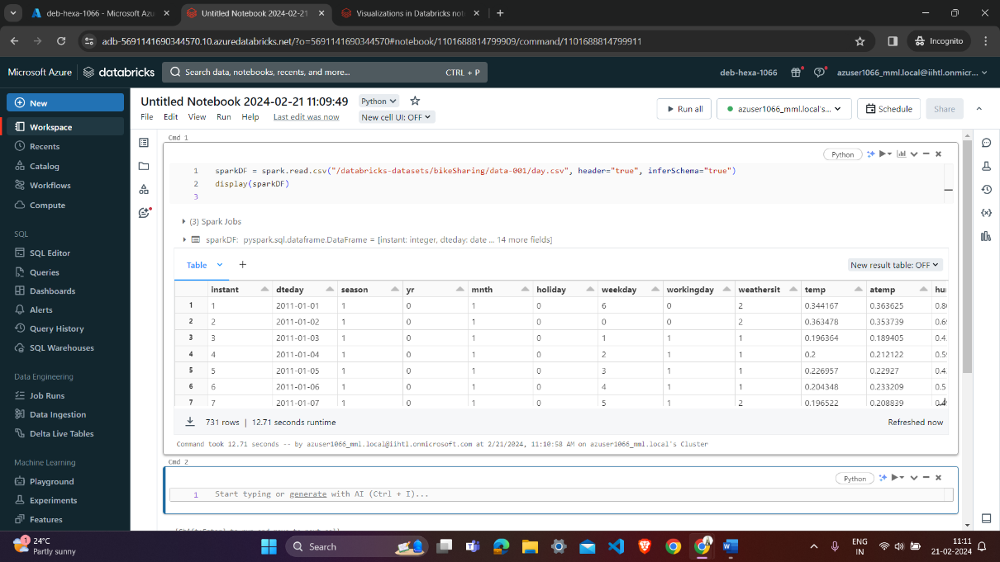 deb-hexa-1066 - Microsoft Azu
Untitled Notebook 2024-02-21
Visualizations in Databricks not
adb-5691141690344570.10.azuredatabricks.net/?o=5691141690344570#notebook/1101688814799909/command/1101688814799911
Incognito
Microsoft Azure
databricks
Search data, notebooks, recents, and more...
CTRL + P
deb-hexa-1066
azuser1066_mml.local@iihtl.onmicr...
New
Workspace
Recents
Catalog
Workflows
Compute
SQL
SQL Editor
Queries
Dashboards
Alerts
Query History
SQL Warehouses
Data Engineering
Job Runs
Data Ingestion
Delta Live Tables
Machine Learning
Playground
Experiments
Features
Untitled Notebook 2024-02-21 11:09:49
Python
File Edit View Run Help Last edit was now New cell UI: OFF
Run all
azuser1066_mml.local's...
Schedule
Share
Cmd 1
Python
1 sparkDF = spark.read.csv("/databricks-datasets/bikeSharing/data-001/day.csv", header="true", inferSchema="true")
2 display(sparkDF)
3
(3) Spark Jobs
sparkDF: pyspark.sql.dataframe.DataFrame = [instant: integer, dteday: date ... 14 more fields]
Table
New result table: OFF
instant dteday season yr mnth holiday weekday workingday weathersit temp atemp
1 1 2011-01-01 1 0 1 0 6 0 2 0.344167 0.363625
2 2 2011-01-02 1 0 1 0 0 0 2 0.363478 0.353739
3 3 2011-01-03 1 0 1 0 1 1 1 0.196364 0.189405
4 4 2011-01-04 1 0 1 0 2 1 1 0.2 0.212122
5 5 2011-01-05 1 0 1 0 3 1 1 0.226957 0.22927
6 6 2011-01-06 1 0 1 0 4 1 1 0.204348 0.233209
7 7 2011-01-07 1 0 1 0 5 1 2 0.196522 0.208839
731 rows | 12.71 seconds runtime
Refreshed now
Command took 12.71 seconds -- by azuser1066_mml.local@iihtl.onmicrosoft.com at 2/21/2024, 11:10:58 AM on azuser1066_mml.local's Cluster
Cmd 2
Python
1 Start typing or generate with AI (Ctrl + I)...
1
24°C
Partly sunny
Search
ENG
IN
11:11
21-02-2024